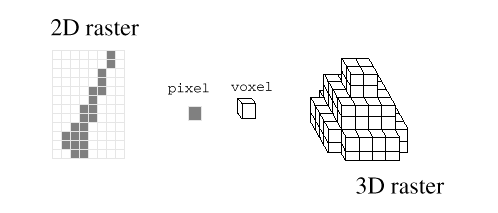 2D raster
pixel
voxel
3D raster